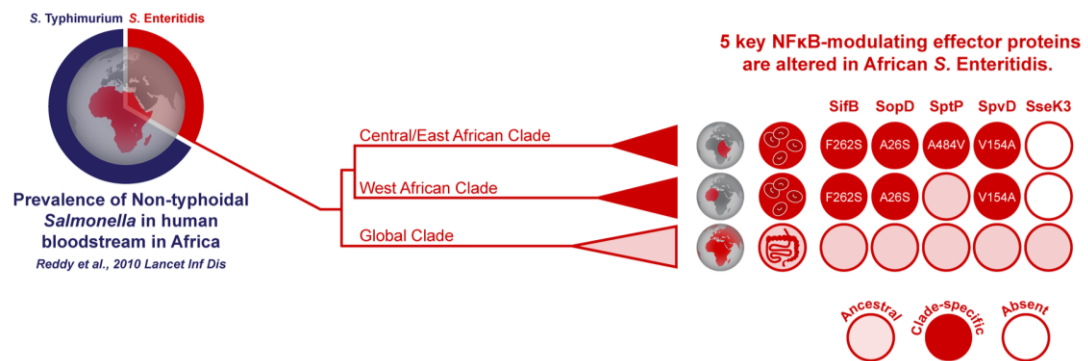 S. Typhimurium S. Enteritidis
Prevalence of Non-typhoidal
Salmonella in human
bloodstream in Africa
Reddy et al., 2010 Lancet Inf Dis
Central/East African Clade
West African Clade
Global Clade
5 key NFκB-modulating effector proteins
are altered in African S. Enteritidis.
SifB SopD SptP SpvD SseK3
F262S A26S A484V V154A
F262S A26S V154A
Ancestral Clade-specific Absent